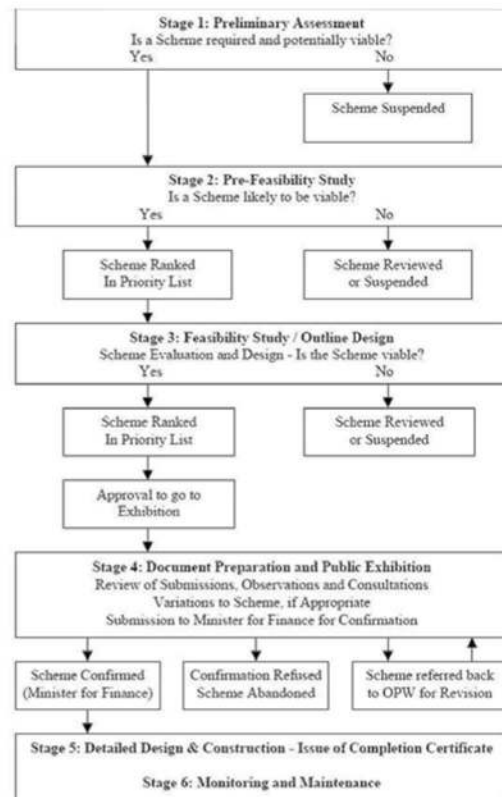 Stage 1: Preliminary Assessment
Is a Scheme required and potentially viable?
Yes No
Scheme Suspended
Stage 2: Pre-Feasibility Study
Is a Scheme likely to be viable?
Yes No
Scheme Ranked
In Priority List
Scheme Reviewed
or Suspended
Stage 3: Feasibility Study / Outline Design
Scheme Evaluation and Design - Is the Scheme viable?
Yes No
Scheme Ranked
In Priority List
Scheme Reviewed
or Suspended
Approval to go to
Exhibition
Stage 4: Document Preparation and Public Exhibition
Review of Submissions, Observations and Consultations
Variations to Scheme, if Appropriate
Submission to Minister for Finance for Confirmation
Scheme Confirmed
(Minister for Finance)
Confirmation Refused
Scheme Abandoned
Scheme referred back
to OPW for Revision
Stage 5: Detailed Design & Construction - Issue of Completion Certificate
Stage 6: Monitoring and Maintenance